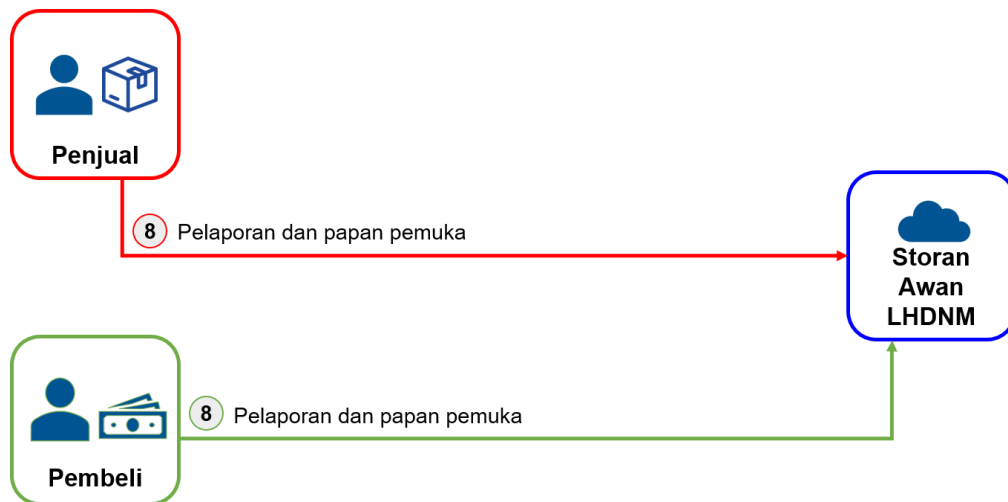 Penjual
8 Pelaporan dan papan pemuka
Storan
Awan
LHDNM
8 Pelaporan dan papan pemuka
Pembeli